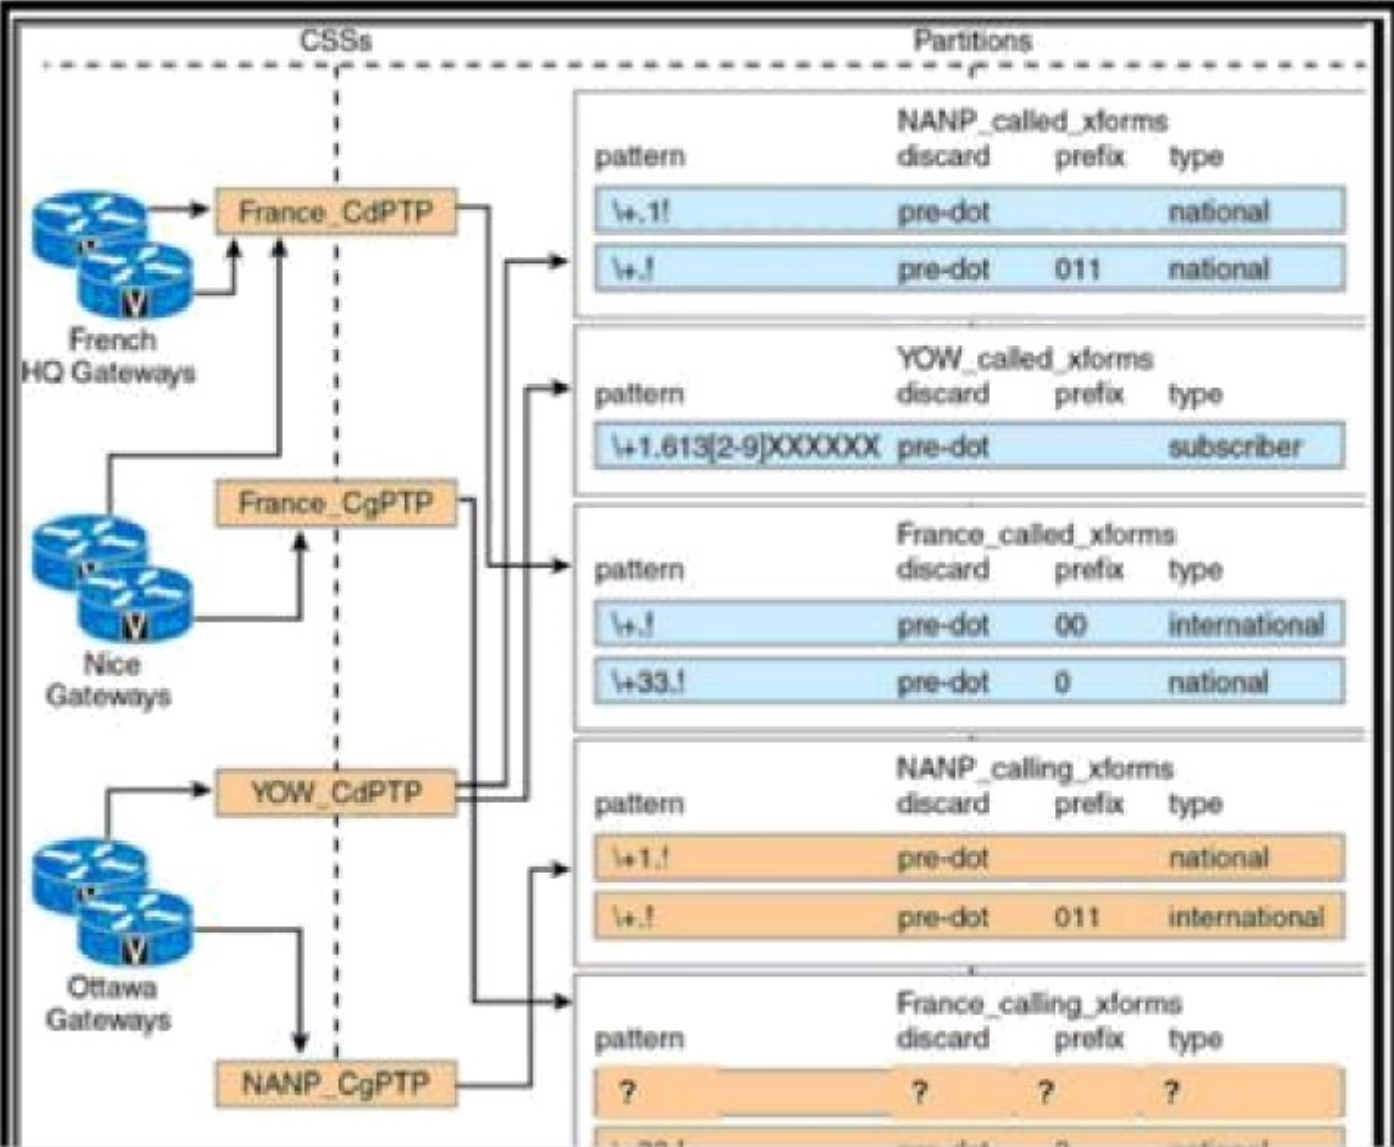 CSSs
Partitions
NANP_called_xforms
pattern discard prefix type
\+.1! pre-dot national
\+.! pre-dot 011 national
YOW_called_xforms
pattern discard prefix type
\+1.613[2-9]XXXXXX pre-dot subscriber
France_called_xforms
pattern discard prefix type
\+.! pre-dot 00 international
\+33.! pre-dot 0 national
NANP_calling_xforms
pattern discard prefix type
\+1.! pre-dot national
\+.! pre-dot 011 international
France_calling_xforms
pattern discard prefix type
? ? ? ?
France_CdPTP
V
French
HQ Gateways
France_CgPTP
V
Nice
Gateways
YOW_CdPTP
V
Ottawa
Gateways
NANP_CgPTP